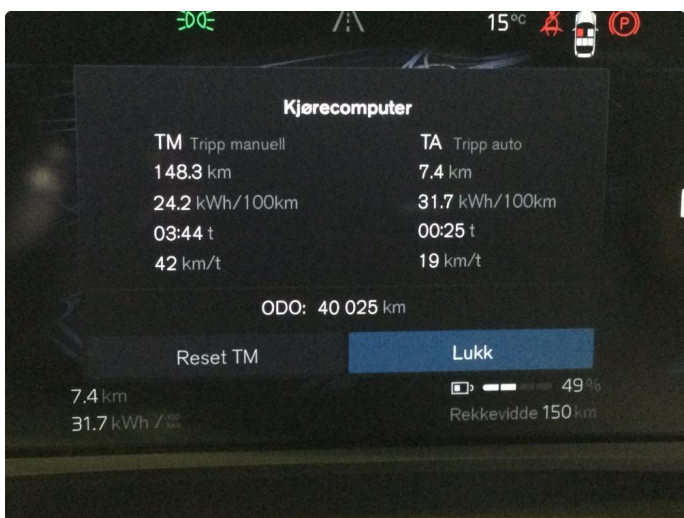 15°C
P
Kjørecomputer
TM Tripp manuell
148.3 km
24.2 kWh/100km
03:44 t
42 km/t
TA Tripp auto
7.4 km
31.7 kWh/100km
00:25 t
19 km/t
ODO: 40 025 km
Reset TM
Lukk
7.4 km
31.7 kWh / 100 km
49 %
Rekkevidde 150 km